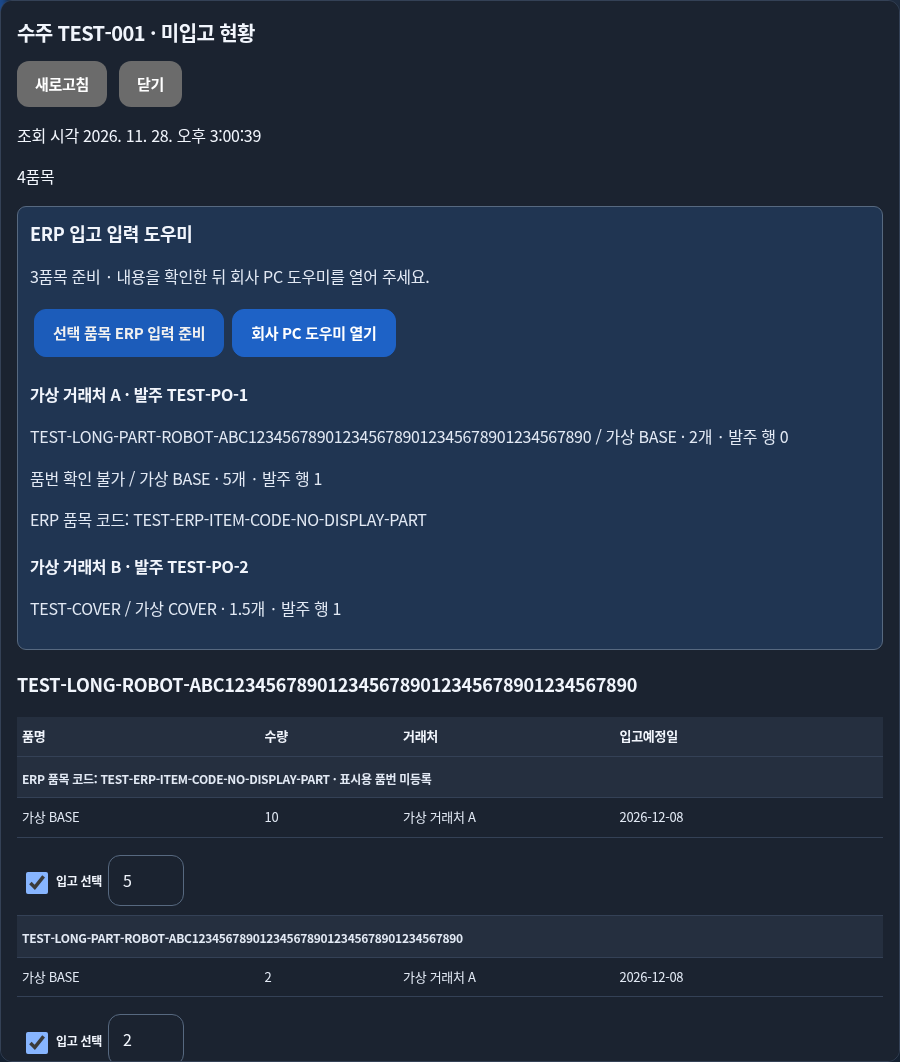 수주 TEST-001 · 미입고 현황
새로고침 닫기
조회 시각 2026. 11. 28. 오후 3:00:39
4품목
ERP 입고 입력 도우미
3품목 준비 · 내용을 확인한 뒤 회사 PC 도우미를 열어 주세요.
선택 품목 ERP 입력 준비 회사 PC 도우미 열기
가상 거래처 A · 발주 TEST-PO-1
TEST-LONG-PART-ROBOT-ABC1234567890123456789012345678901234567890 / 가상 BASE · 2개 · 발주 행 0
품번 확인 불가 / 가상 BASE · 5개 · 발주 행 1
ERP 품목 코드: TEST-ERP-ITEM-CODE-NO-DISPLAY-PART
가상 거래처 B · 발주 TEST-PO-2
TEST-COVER / 가상 COVER · 1.5개 · 발주 행 1
TEST-LONG-ROBOT-ABC1234567890123456789012345678901234567890
품명 수량 거래처 입고예정일
ERP 품목 코드: TEST-ERP-ITEM-CODE-NO-DISPLAY-PART · 표시용 품번 미등록
가상 BASE 10 가상 거래처 A 2026-12-08
입고 선택 5
TEST-LONG-PART-ROBOT-ABC1234567890123456789012345678901234567890
가상 BASE 2 가상 거래처 A 2026-12-08
입고 선택 2